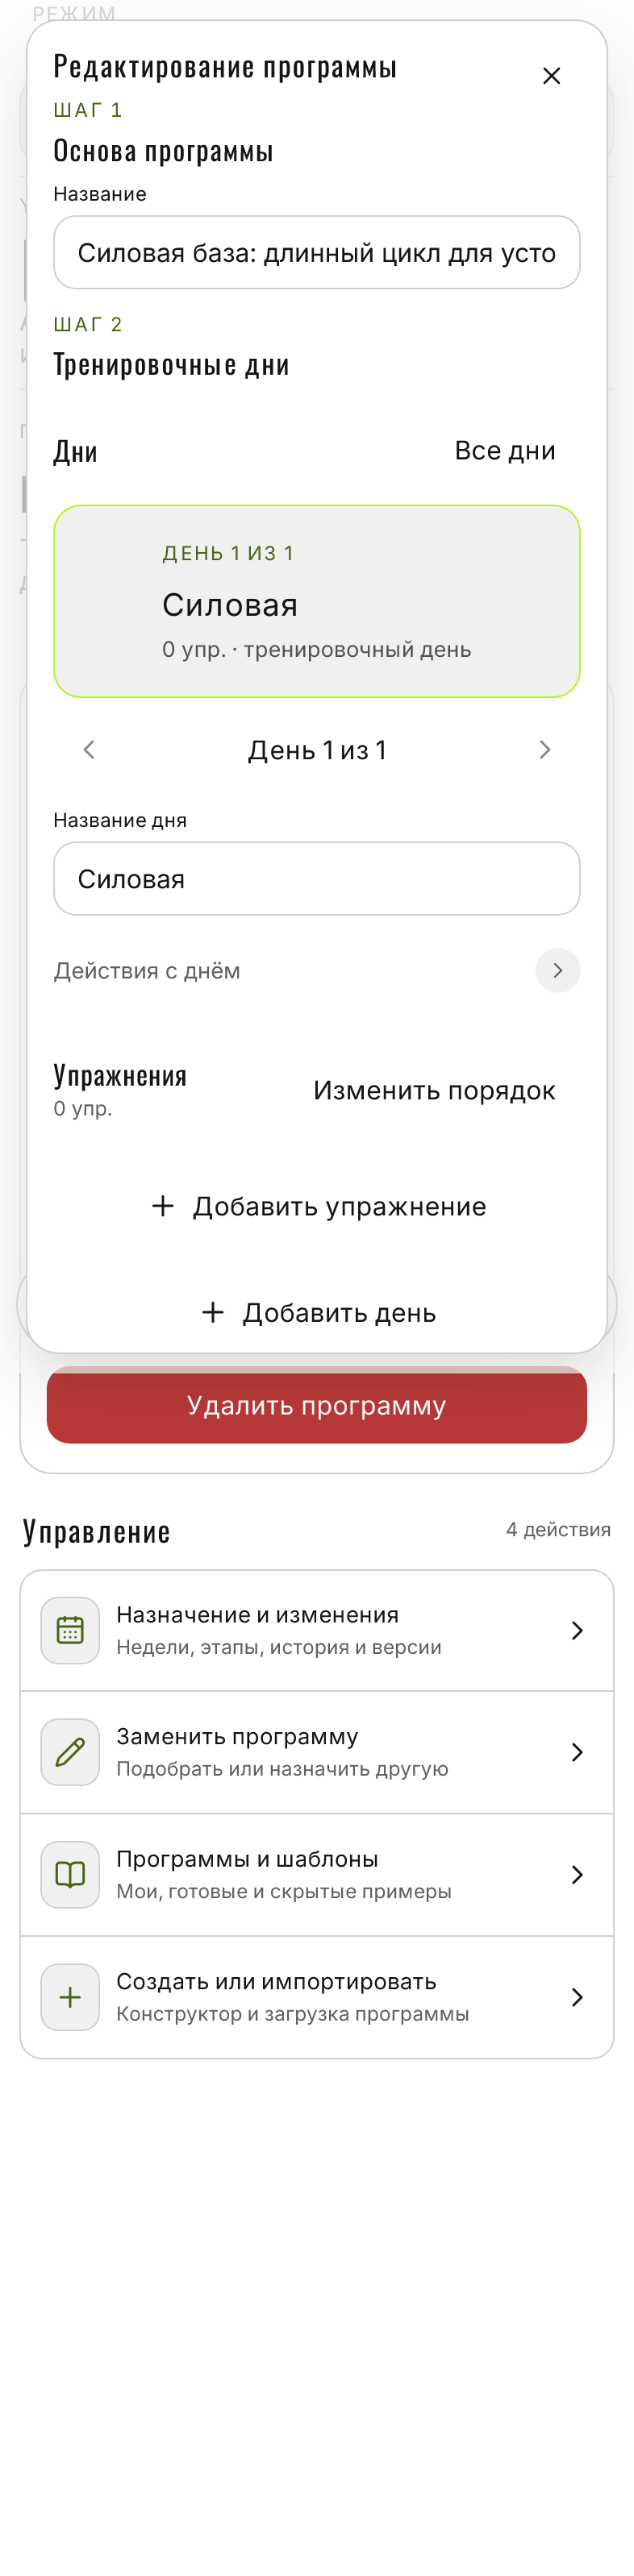 РЕЖИМ
Редактирование программы
ШАГ 1
Основа программы
Название
Силовая база: длинный цикл для усто
ШАГ 2
Тренировочные дни
Дни
Все дни
ДЕНЬ 1 ИЗ 1
Силовая
0 упр. · тренировочный день
День 1 из 1
Название дня
Силовая
Действия с днём
Упражнения
0 упр.
Изменить порядок
Добавить упражнение
Добавить день
Удалить программу
Управление
4 действия
Назначение и изменения
Недели, этапы, история и версии
Заменить программу
Подобрать или назначить другую
Программы и шаблоны
Мои, готовые и скрытые примеры
Создать или импортировать
Конструктор и загрузка программы